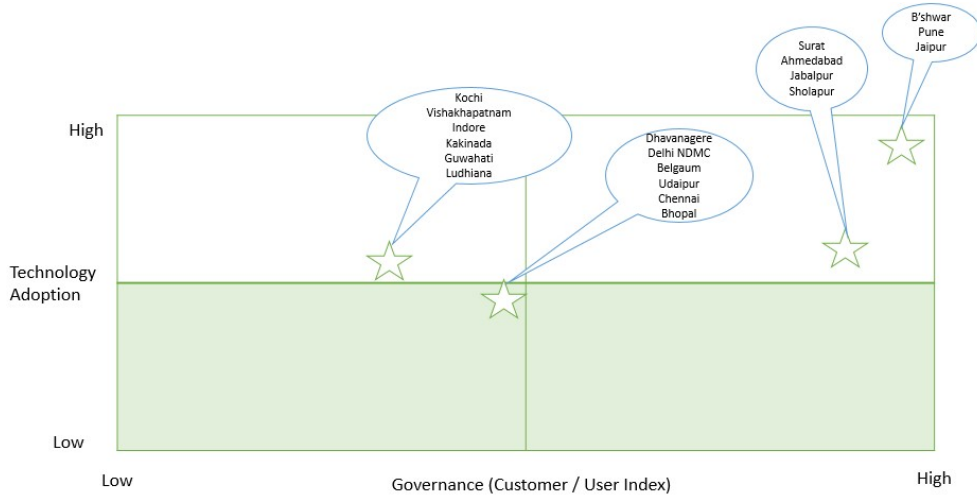 B'shwar
Pune
Jaipur
Surat
Ahmedabad
Jabalpur
Sholapur
Kochi
Vishakhapatnam
Indore
Kakinada
Guwahati
Ludhiana
Dhavanagere
Delhi NDMC
Belgaum
Udaipur
Chennai
Bhopal
High
Technology
Adoption
Low
Low
Governance (Customer / User Index)
High